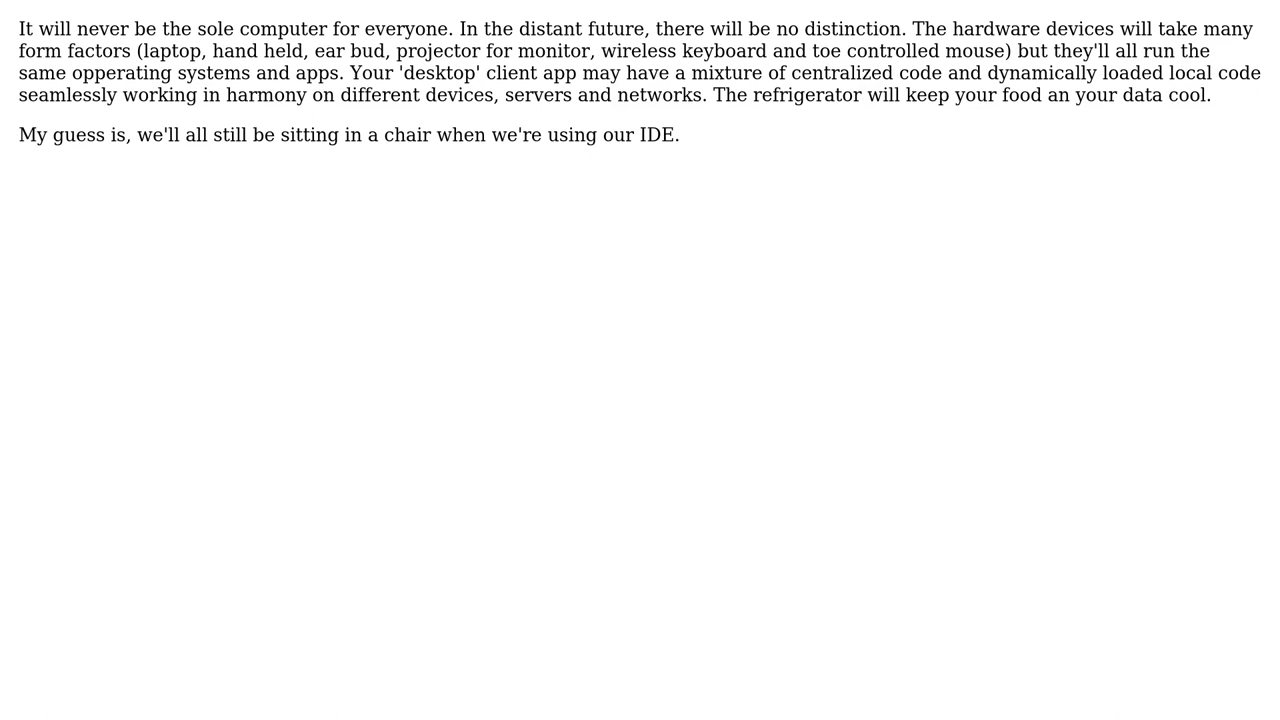 It will never be the sole computer for everyone. In the distant future, there will be no distinction. The hardware devices will take many
form factors (laptop, hand held, ear bud, projector for monitor, wireless keyboard and toe controlled mouse) but they'll all run the
same opperating systems and apps. Your 'desktop' client app may have a mixture of centralized code and dynamically loaded local code
seamlessly working in harmony on different devices, servers and networks. The refrigerator will keep your food an your data cool.
My guess is, we'll all still be sitting in a chair when we're using our IDE.